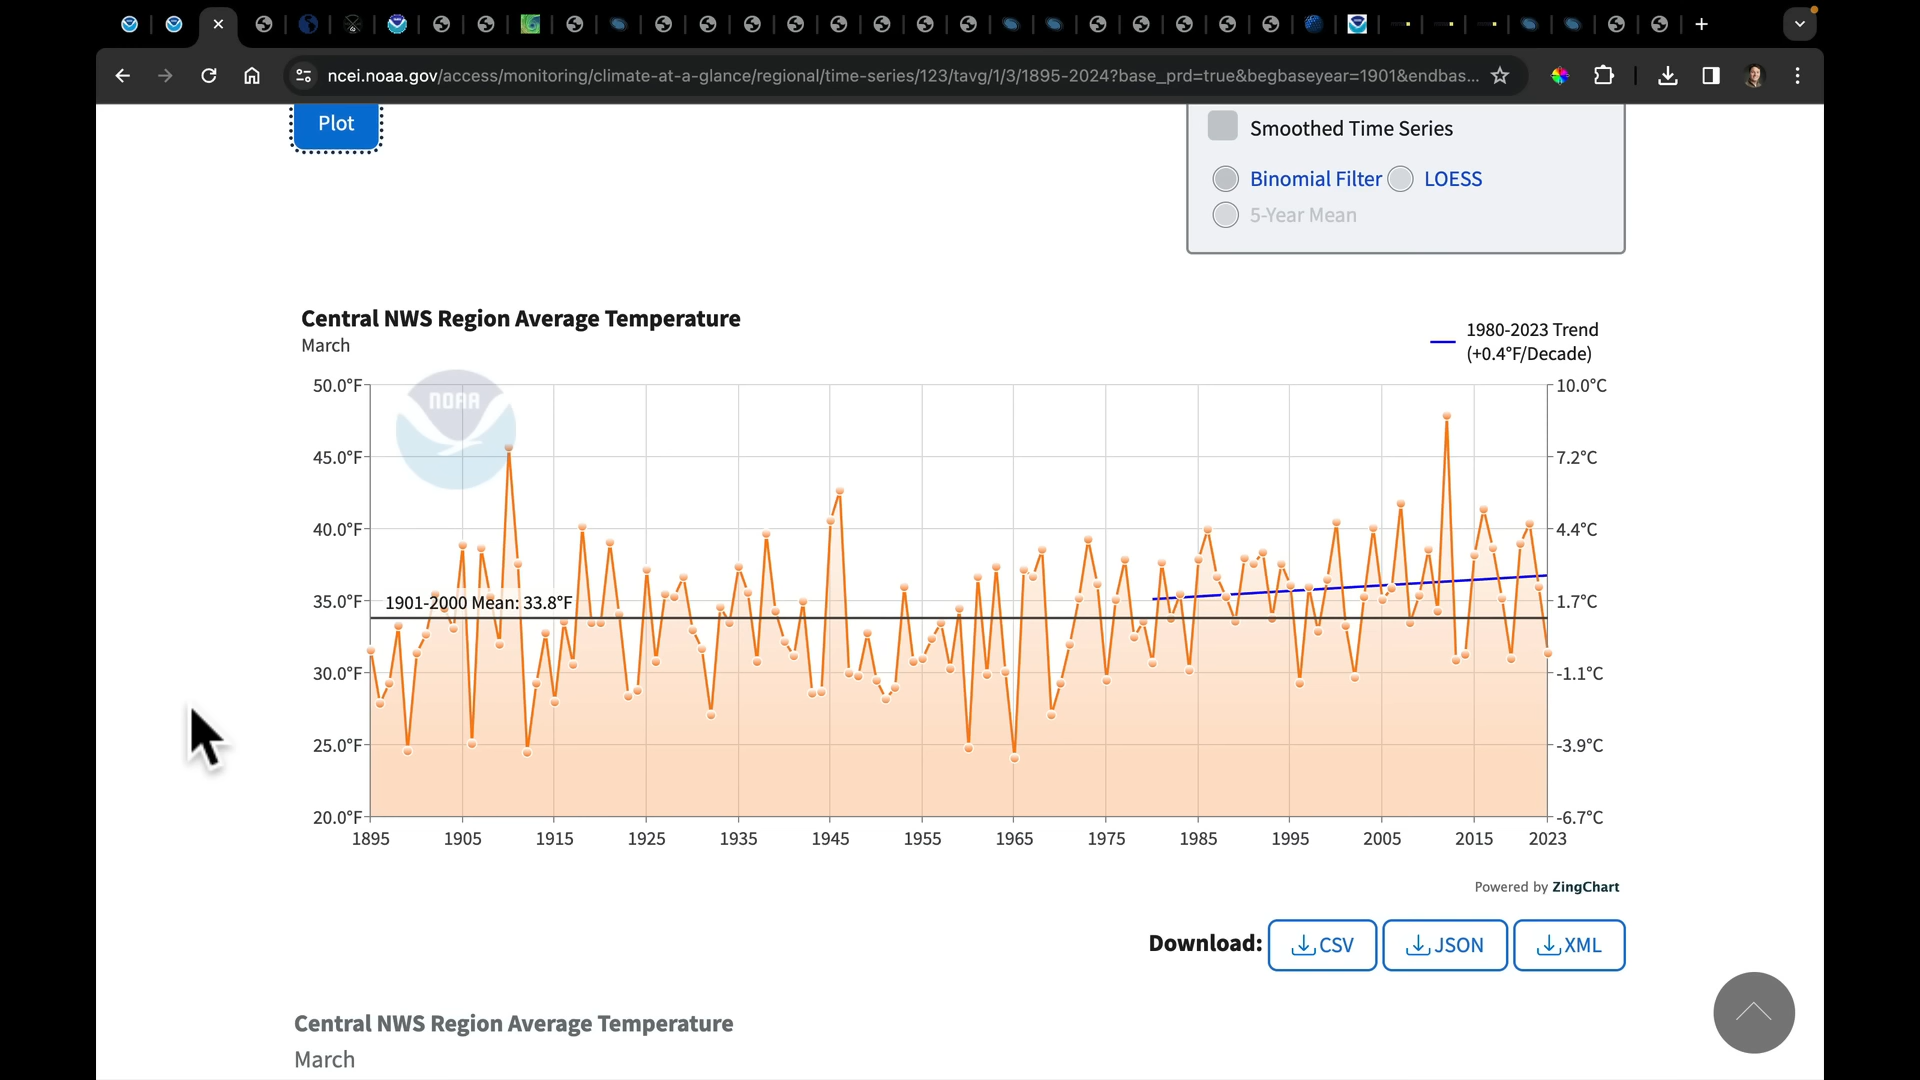 ncei.noaa.gov/access/monitoring/climate-at-a-glance/regional/time-series/123/tavg/1/3/1895-2024?base_prd=true&begbaseyear=1901&endbas...
Plot
Smoothed Time Series
Binomial Filter LOESS
5-Year Mean
Central NWS Region Average Temperature
March
1980-2023 Trend
(+0.4°F/Decade)
NOAA
50.0°F 10.0°C
45.0°F 7.2°C
40.0°F 4.4°C
35.0°F 1901-2000 Mean: 33.8°F 1.7°C
30.0°F -1.1°C
25.0°F -3.9°C
20.0°F -6.7°C
1895 1905 1915 1925 1935 1945 1955 1965 1975 1985 1995 2005 2015 2023
Powered by ZingChart
Download: CSV JSON XML
Central NWS Region Average Temperature
March